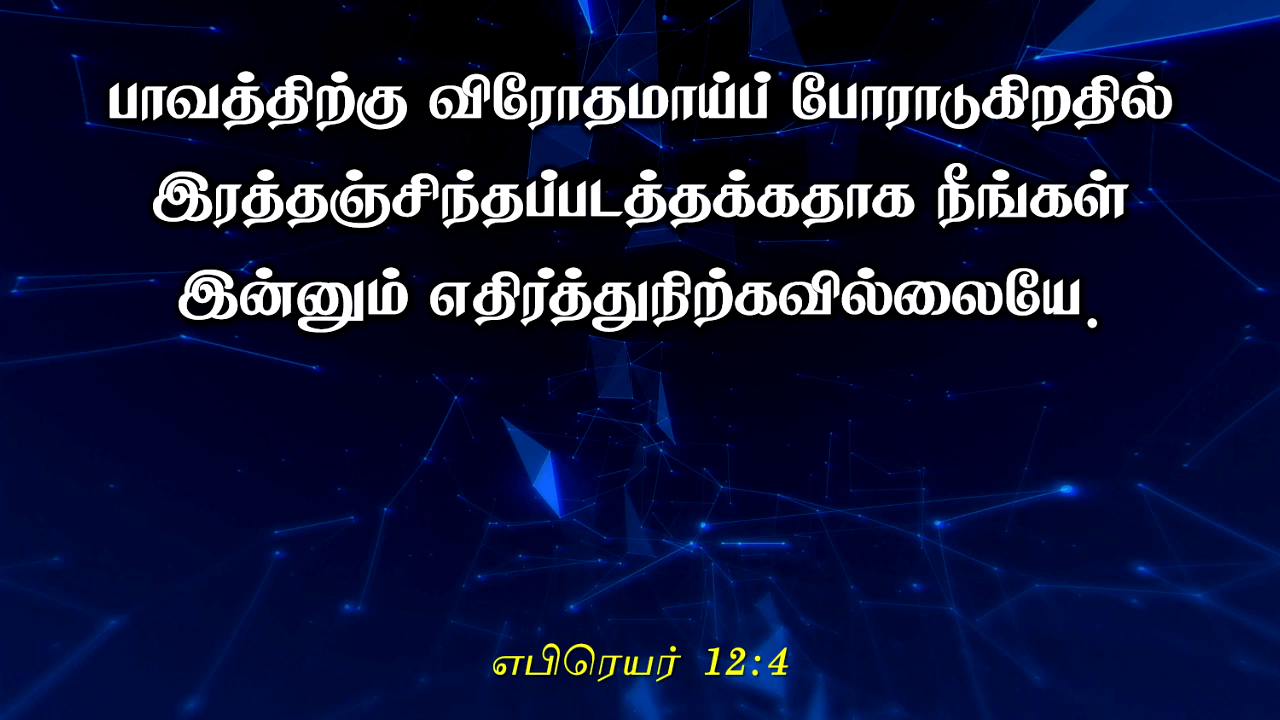 பாவத்திற்கு விரோதமாய்ப் போராடுகிறதில்
இரத்தஞ்சிந்தப்படத்தக்கதாக நீங்கள்
இன்னும் எதிர்த்துநிற்கவில்லையே.
எபிரெயர் 12:4